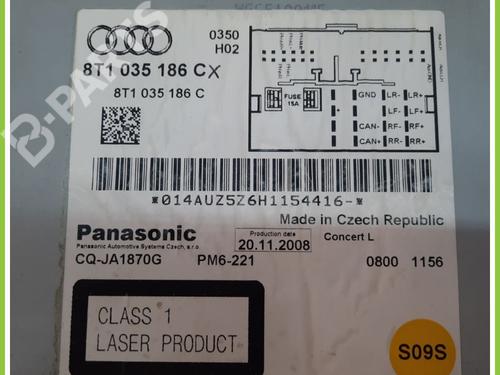 0350
H02
8T1 035 186 CX
8T1 035 186 C
FUSE
15A
GND LR- LR+
+ LF- LF+
CAN- RF- RF+
CAN+ RR- RR+
*014AUZ5Z6H1154416-*
Made in Czech Republic
Panasonic
Panasonic Automotive Systems Czech, s.r.o.
Production date
20.11.2008
Concert L
CQ-JA1870G PM6-221 0800 1156
CLASS 1
LASER PRODUCT
S09S
B-PARTS